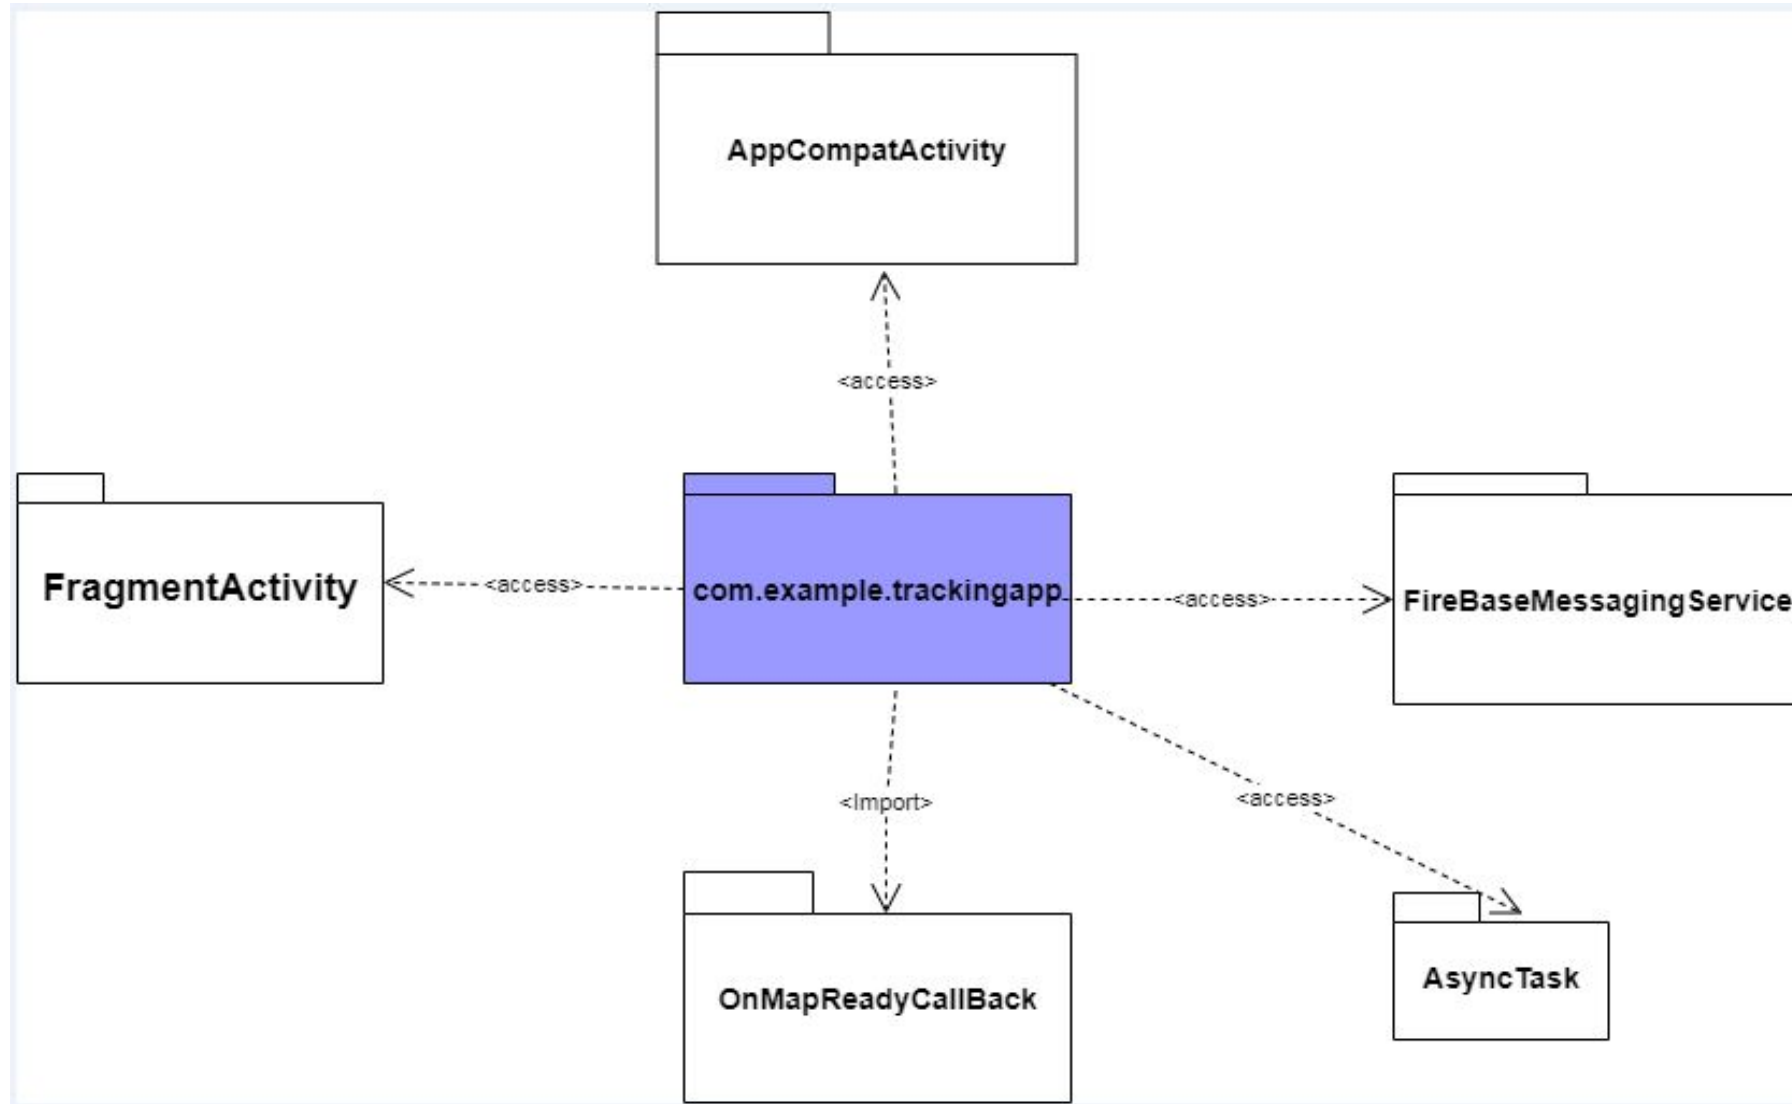 AppCompatActivity
<access>
FragmentActivity
<access>
com.example.trackingapp
<access>
FireBaseMessagingService
<Import>
<access>
OnMapReadyCallBack
AsyncTask